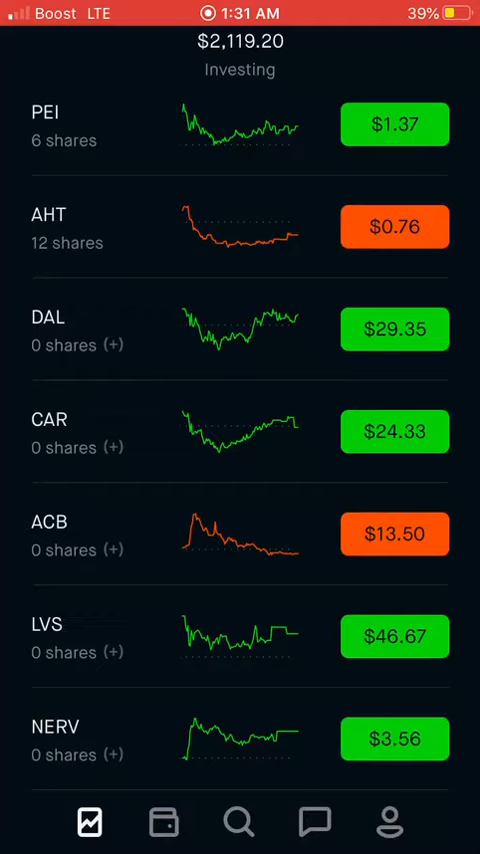 Boost LTE 1:31 AM 39%
$2,119.20
Investing
PEI
6 shares
$1.37
AHT
12 shares
$0.76
DAL
0 shares (+)
$29.35
CAR
0 shares (+)
$24.33
ACB
0 shares (+)
$13.50
LVS
0 shares (+)
$46.67
NERV
0 shares (+)
$3.56